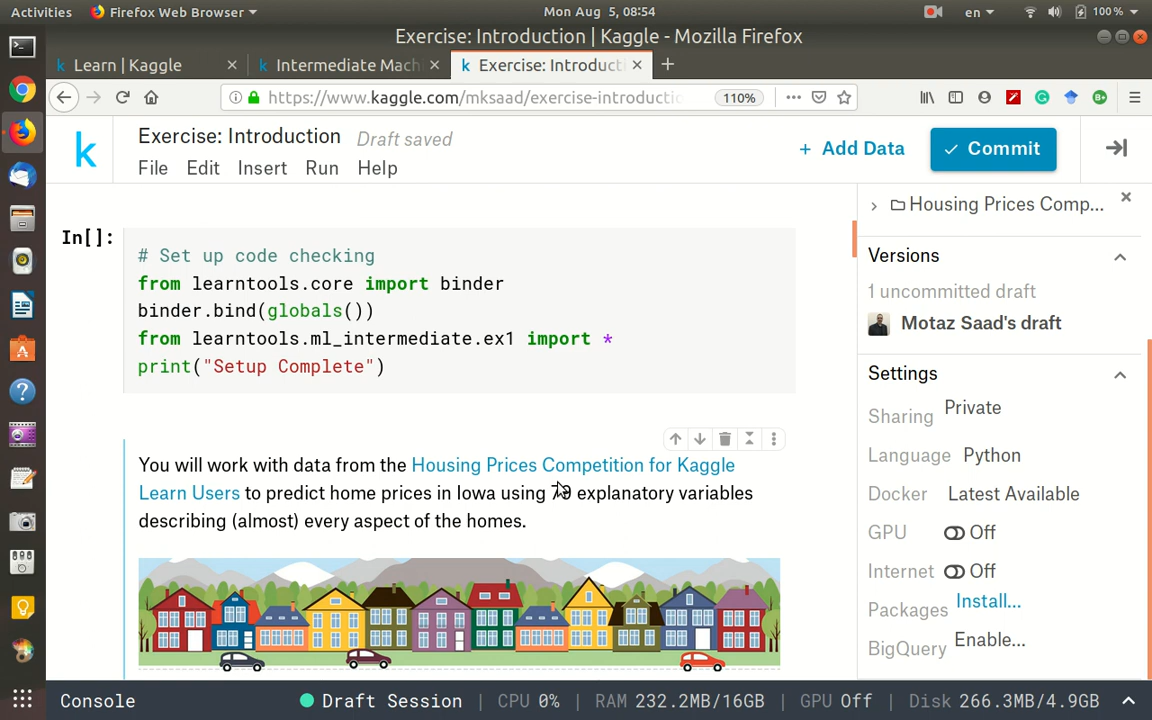 Activities Firefox Web Browser Mon Aug 5, 08:54 en 100 %
Exercise: Introduction | Kaggle - Mozilla Firefox
k Learn | Kaggle × k Intermediate Mach × k Exercise: Introducti × +
https://www.kaggle.com/mksaad/exercise-introductio 110% ···
k Exercise: Introduction Draft saved
File Edit Insert Run Help
+ Add Data Commit
In[]:
# Set up code checking
from learntools.core import binder
binder.bind(globals())
from learntools.ml_intermediate.ex1 import *
print("Setup Complete")
You will work with data from the Housing Prices Competition for Kaggle
Learn Users to predict home prices in Iowa using explanatory variables
describing (almost) every aspect of the homes.
Housing Prices Comp...
Versions
1 uncommitted draft
Motaz Saad's draft
Settings
Sharing Private
Language Python
Docker Latest Available
GPU Off
Internet Off
Packages Install...
BigQuery Enable...
Console Draft Session | CPU 0% | RAM 232.2MB/16GB | GPU Off | Disk 266.3MB/4.9GB